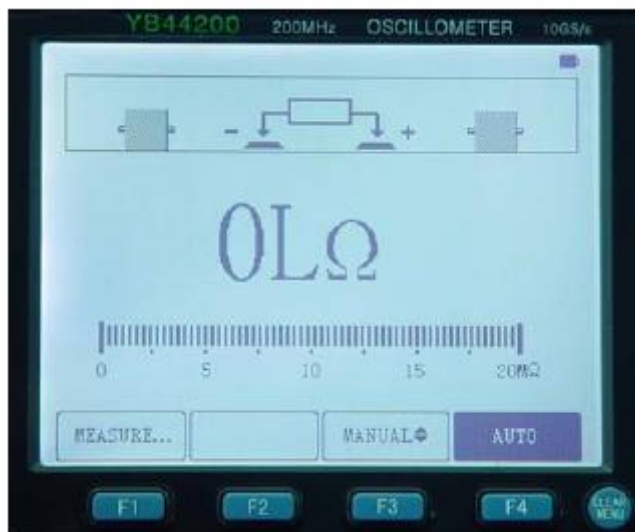 YB44200 200MHz OSCILLOMETER 10GS/s
- +
0LΩ
0 5 10 15 20MΩ
MEASURE... MANUAL AUTO
F1 F2 F3 F4 CLEAR
MENU